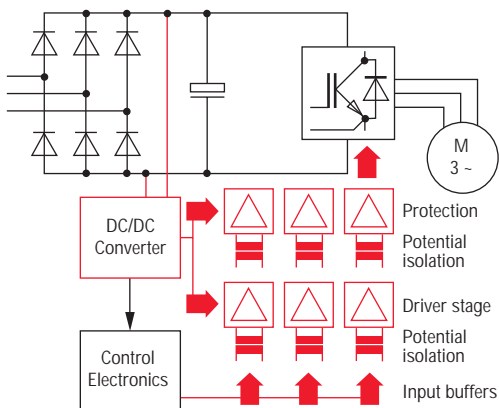 M
3 ~
DC/DC
Converter
Protection
Potential
isolation
Driver stage
Potential
isolation
Control
Electronics
Input buffers